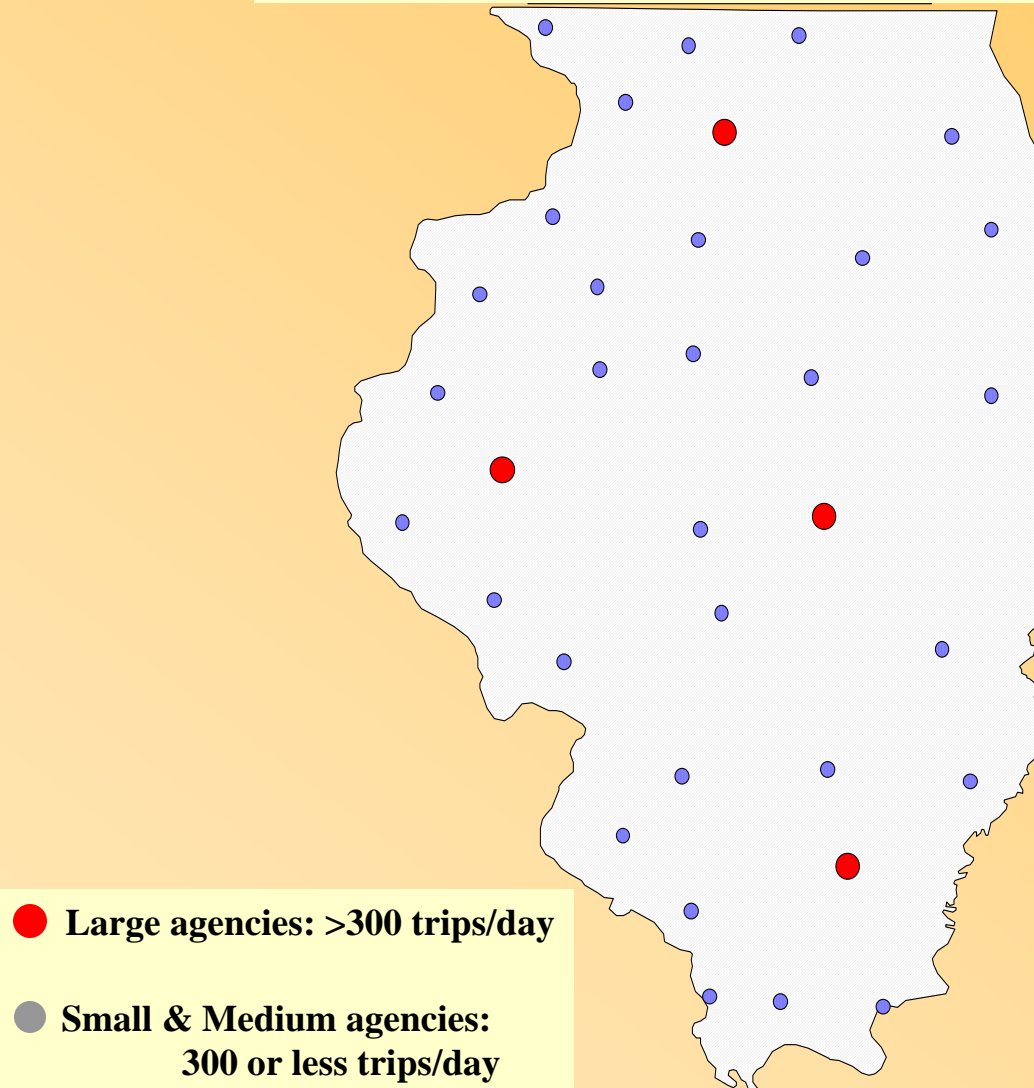 Large agencies: >300 trips/day
Small & Medium agencies:
300 or less trips/day